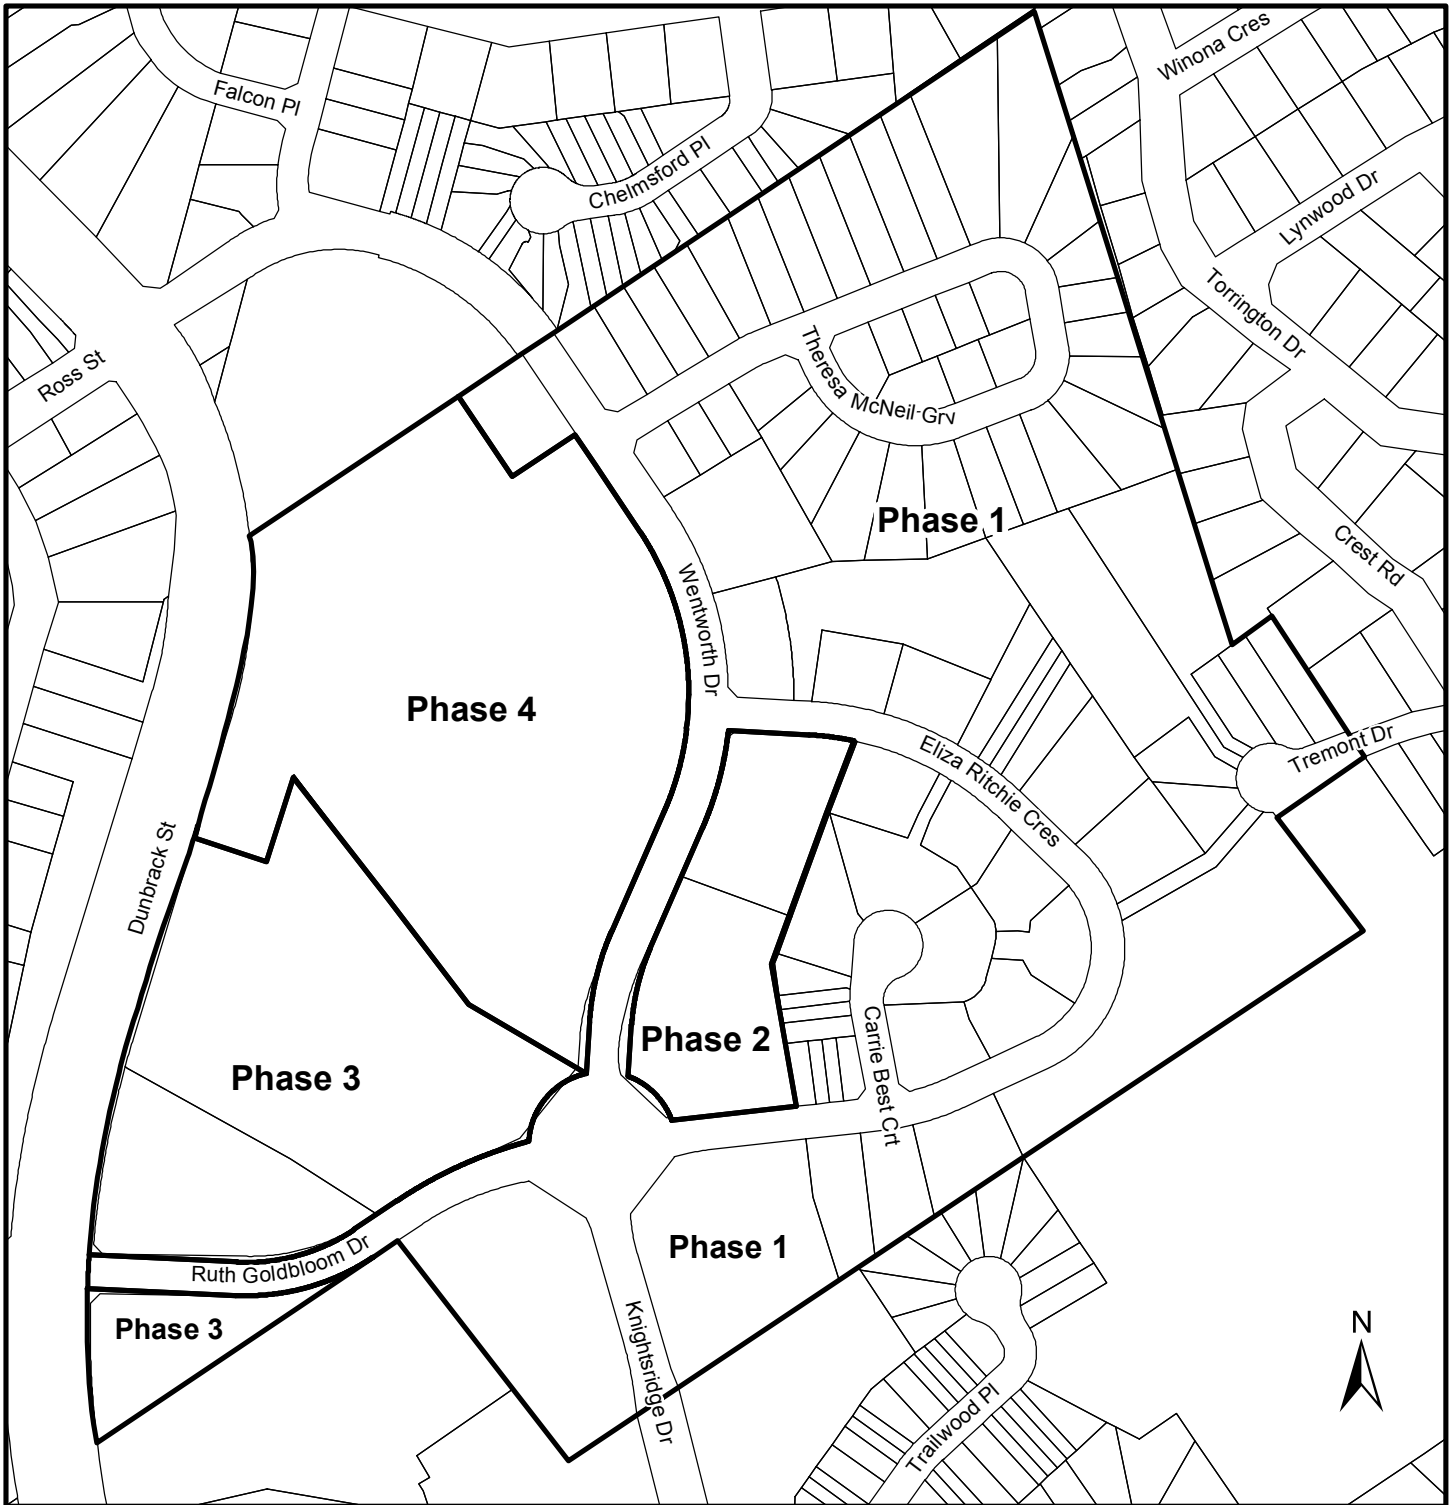 Winona Cres
Falcon Pl
Chelmsford Pl
Lynwood Dr
Torrington Dr
Ross St
Theresa McNeil Grv
Phase 1
Crest Rd
Wentworth Dr
Phase 4
Eliza Ritchie Cres
Tremont Dr
Dunbrack St
Phase 2
Carrie Best Crt
Phase 3
Phase 1
Ruth Goldbloom Dr
Phase 3
Knightsridge Dr
N
Trailwood Pl